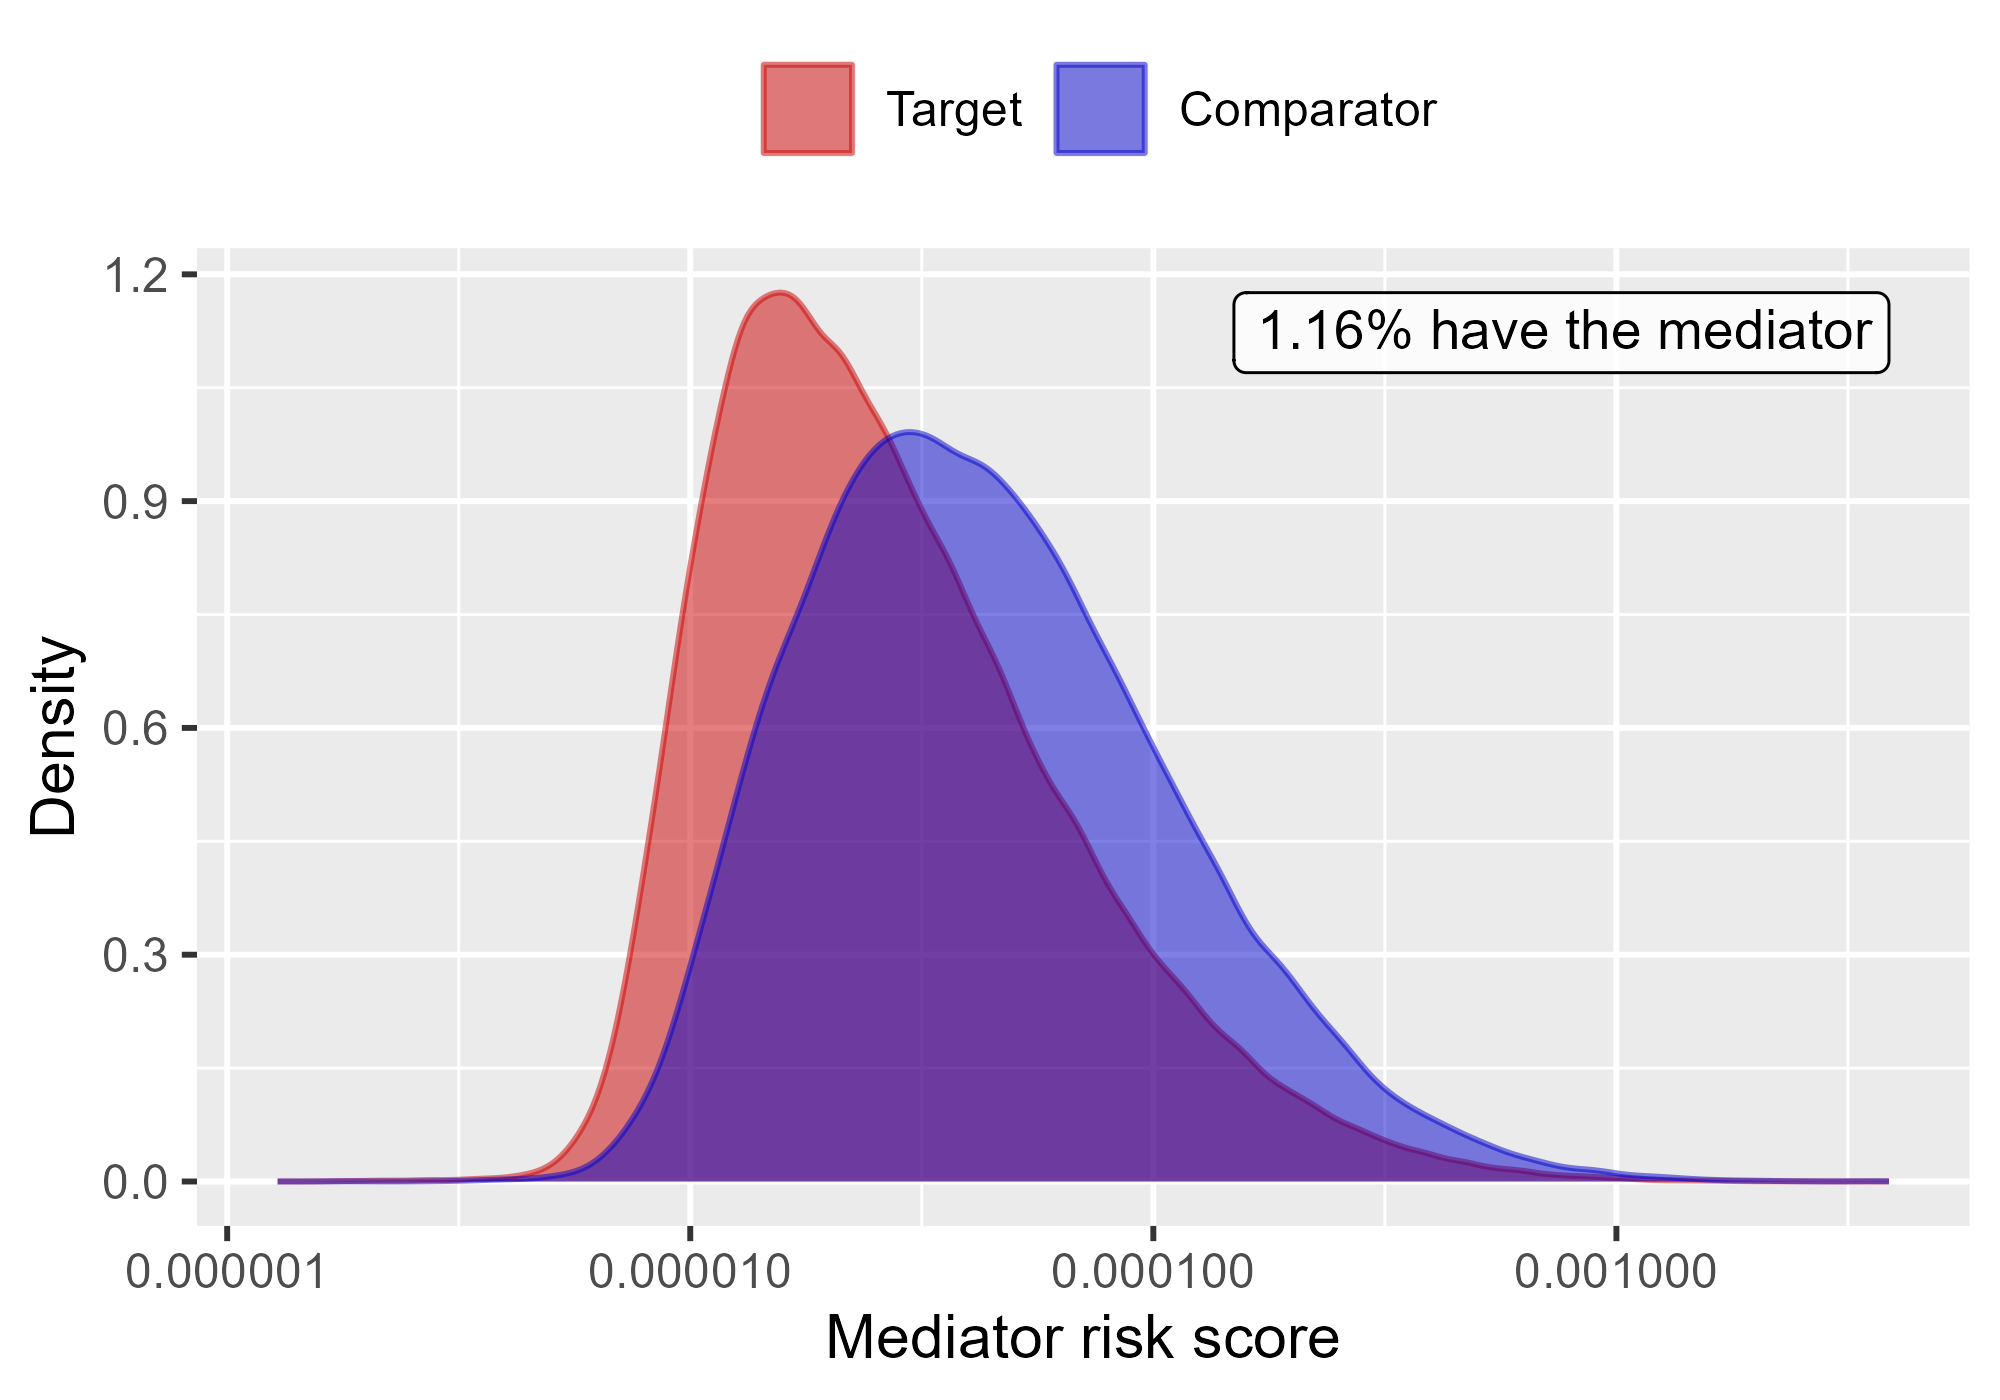 Target Comparator
1.16% have the mediator
1.2
0.9
0.6
0.3
0.0
Density
0.000001 0.000010 0.000100 0.001000
Mediator risk score